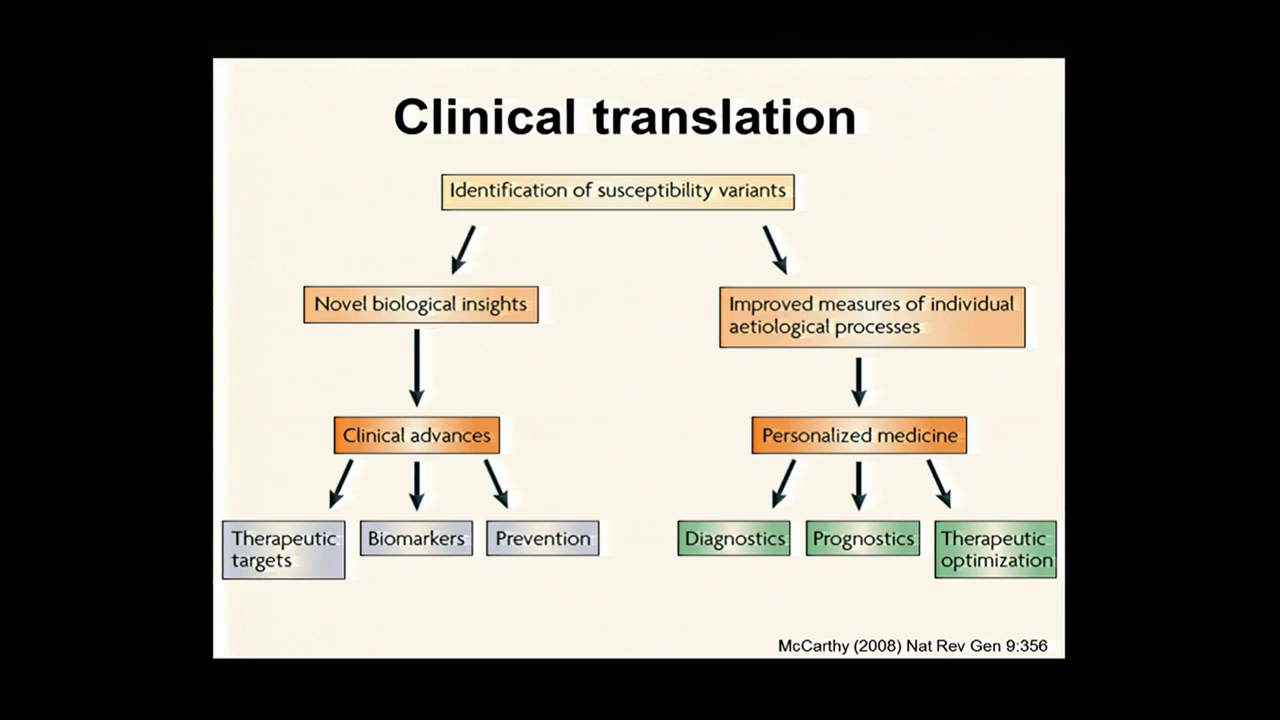 Clinical translation
Identification of susceptibility variants
Novel biological insights
Improved measures of individual
aetiological processes
Clinical advances
Personalized medicine
Therapeutic
targets
Biomarkers
Prevention
Diagnostics
Prognostics
Therapeutic
optimization
McCarthy (2008) Nat Rev Gen 9:356